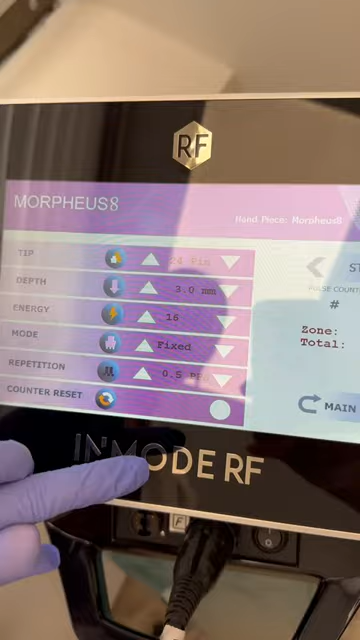 RF
MORPHEUS8
Hand Piece: Morpheus8
TIP
24 Pin
DEPTH
3.0 mm
ENERGY
16
MODE
Fixed
REPETITION
0.5
COUNTER RESET
#
Zone:
Total:
MAIN
INMODE RF
F